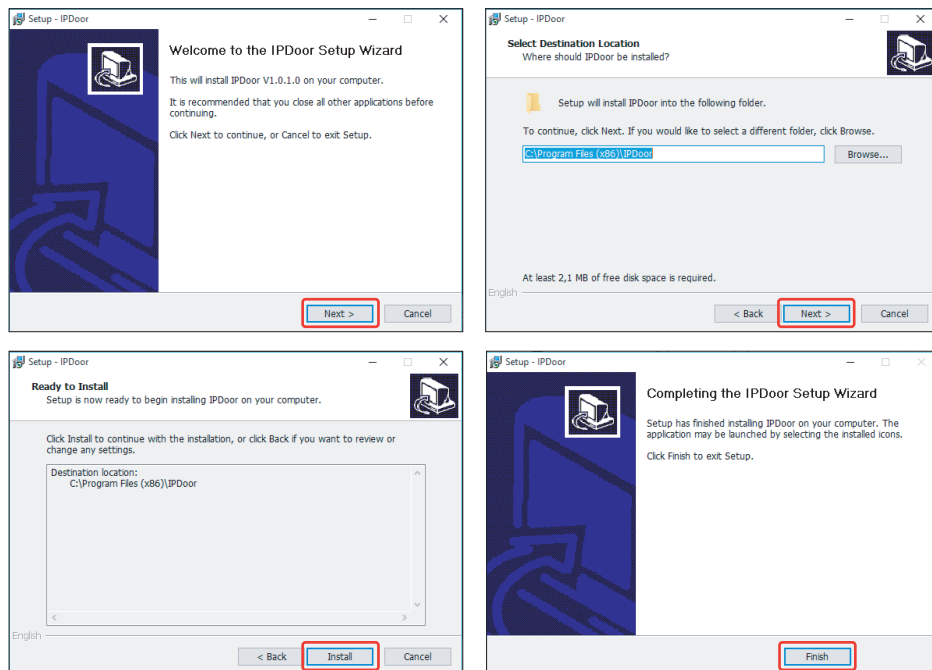 Setup - IPDoor
Welcome to the IPDoor Setup Wizard
This will install IPDoor V1.0.1.0 on your computer.
It is recommended that you close all other applications before
continuing.
Click Next to continue, or Cancel to exit Setup.
Next >
Cancel
Setup - IPDoor
Select Destination Location
Where should IPDoor be installed?
Setup will install IPDoor into the following folder.
To continue, click Next. If you would like to select a different folder, click Browse.
C:\Program Files (x86)\IPDoor
Browse...
At least 2,1 MB of free disk space is required.
English
< Back
Next >
Cancel
Setup - IPDoor
Ready to Install
Setup is now ready to begin installing IPDoor on your computer.
Click Install to continue with the installation, or click Back if you want to review or
change any settings.
Destination location:
C:\Program Files (x86)\IPDoor
English
< Back
Install
Cancel
Setup - IPDoor
Completing the IPDoor Setup Wizard
Setup has finished installing IPDoor on your computer. The
application may be launched by selecting the installed icons.
Click Finish to exit Setup.
Finish